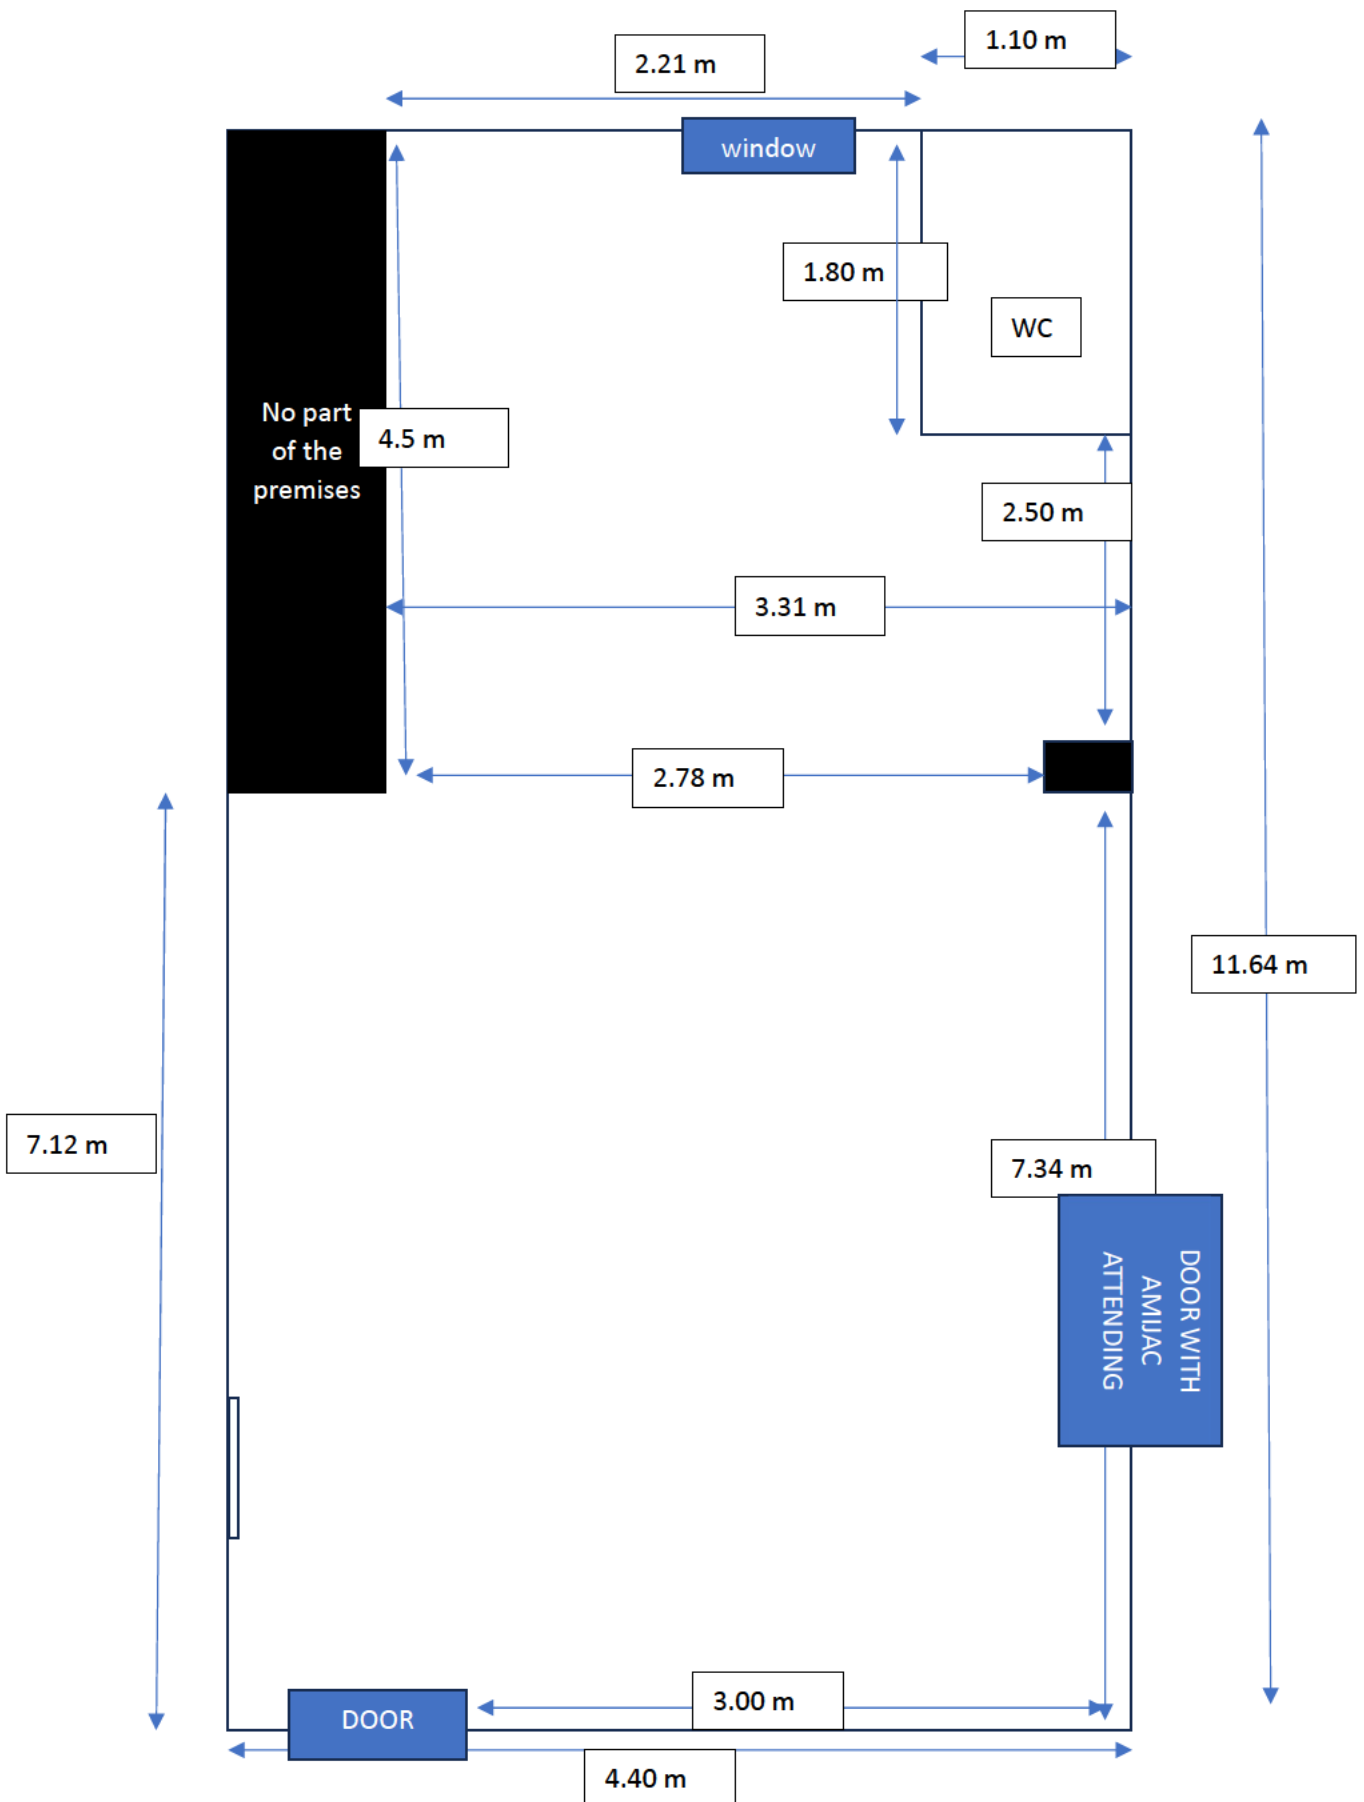 1.10 m
2.21 m
window
1.80 m
WC
No part
of the
premises
4.5 m
2.50 m
3.31 m
2.78 m
11.64 m
7.12 m
7.34 m
DOOR WITH
AMIJAC
ATTENDING
3.00 m
DOOR
4.40 m